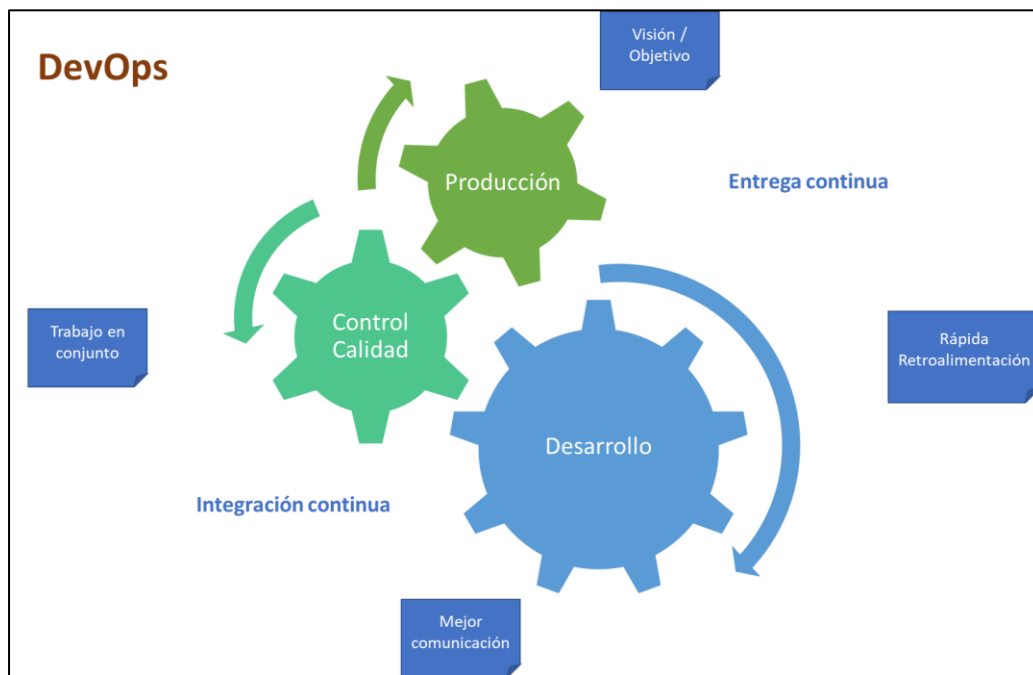 DevOps
Visión /
Objetivo
Producción
Entrega continua
Trabajo en
conjunto
Control
Calidad
Rápida
Retroalimentación
Desarrollo
Integración continua
Mejor
comunicación